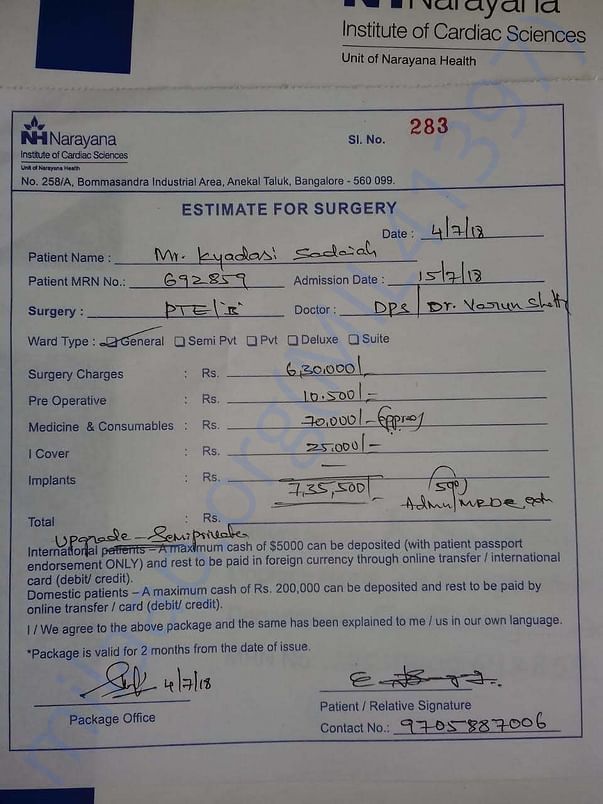 NH Narayana
Institute of Cardiac Sciences
Unit of Narayana Health
NH Narayana
Institute of Cardiac Sciences
Unit of Narayana Health
Sl. No. 283
No. 258/A, Bommasandra Industrial Area, Anekal Taluk, Bangalore - 560 099.
ESTIMATE FOR SURGERY
Date : 4/7/18
Patient Name : Mr. Kyadasi Sadaiah
Patient MRN No.: 692859 Admission Date : 15/7/18
Surgery : PTE/'B' Doctor : DPS/Dr. Varun Shetty
Ward Type : General Semi Pvt Pvt Deluxe Suite
Surgery Charges : Rs. 6,30,000/-
Pre Operative : Rs. 10.500/=
Medicine & Consumables : Rs. 70,000/- (Approx)
I Cover : Rs. 25,000/-
Implants : Rs. —
7,35,500/-
Total : Rs.
Upgrade - Semiprivate
International patients – A maximum cash of $5000 can be deposited (with patient passport
endorsement ONLY) and rest to be paid in foreign currency through online transfer / international
card (debit/ credit).
Domestic patients – A maximum cash of Rs. 200,000 can be deposited and rest to be paid by
online transfer / card (debit/ credit).
I / We agree to the above package and the same has been explained to me / us in our own language.
*Package is valid for 2 months from the date of issue.
4/7/18
Package Office
Patient / Relative Signature
Contact No.: 9705887006